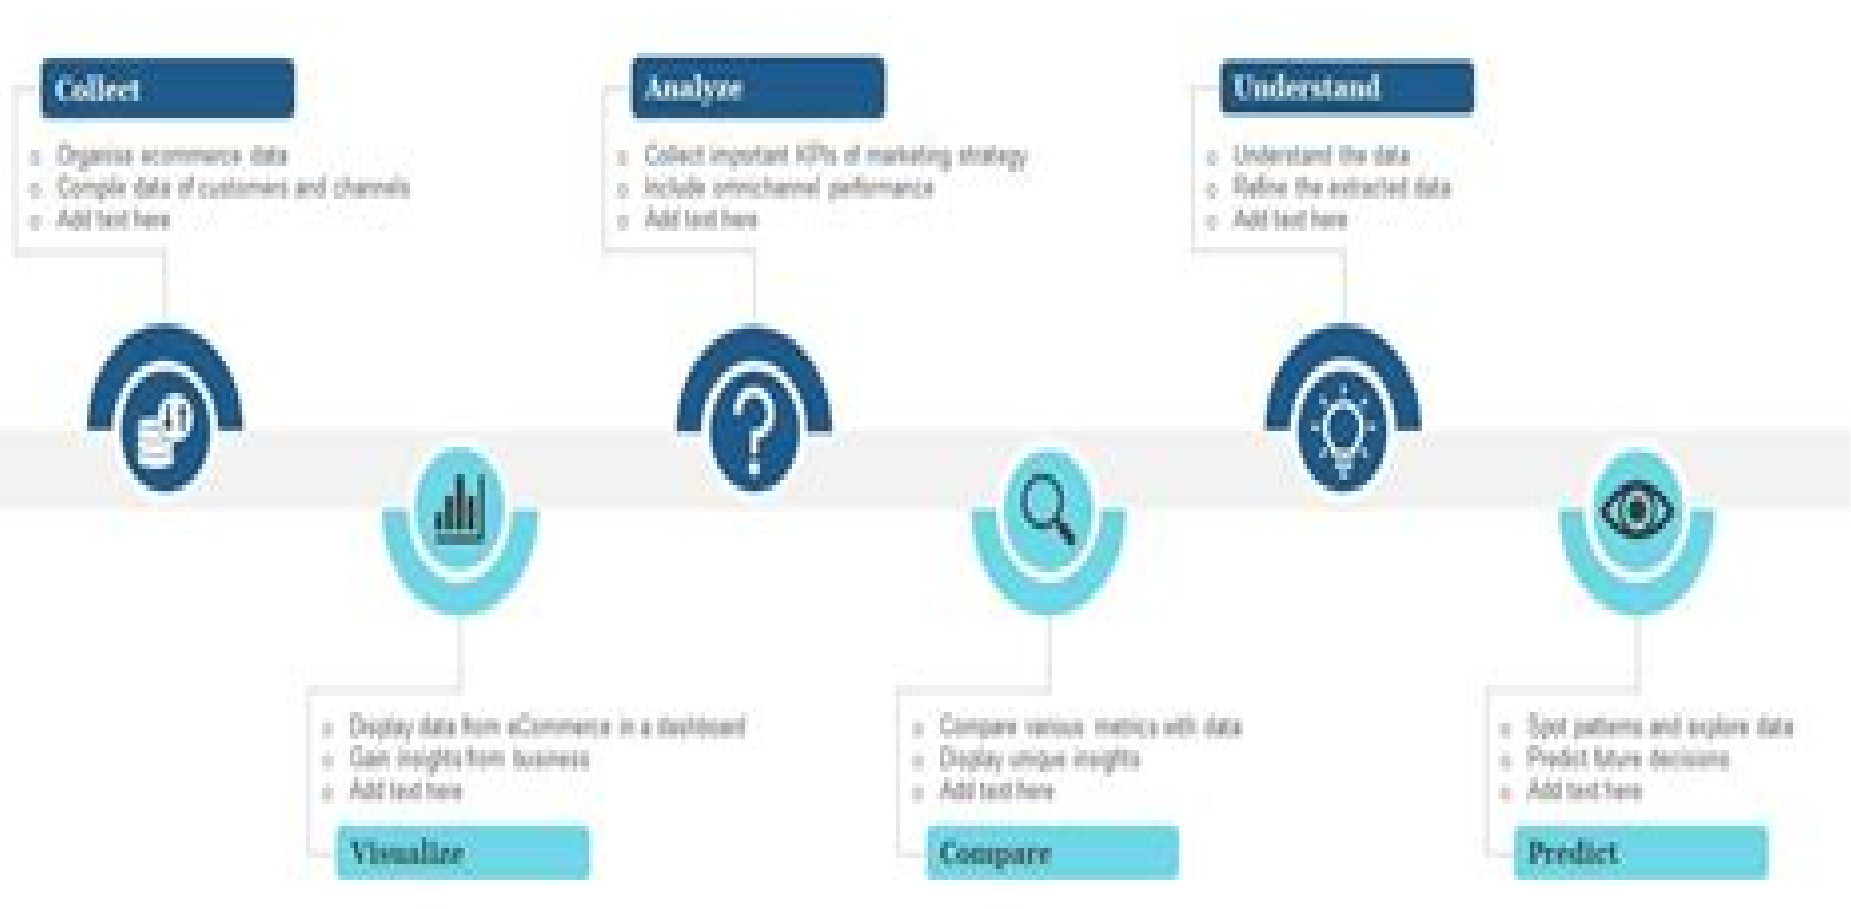 Collect
Organise ecommerce data
Compile data of customers and channels
Add text here
Visualize
Display data from eCommerce in a dashboard
Gain insights from business
Add text here
Analyze
Collect important KPIs of marketing strategy
Include omnichannel performance
Add text here
Compare
Compare various metrics with data
Display unique insights
Add text here
Understand
Understand the data
Refine the extracted data
Add text here
Predict
Spot patterns and explore data
Predict future decisions
Add text here